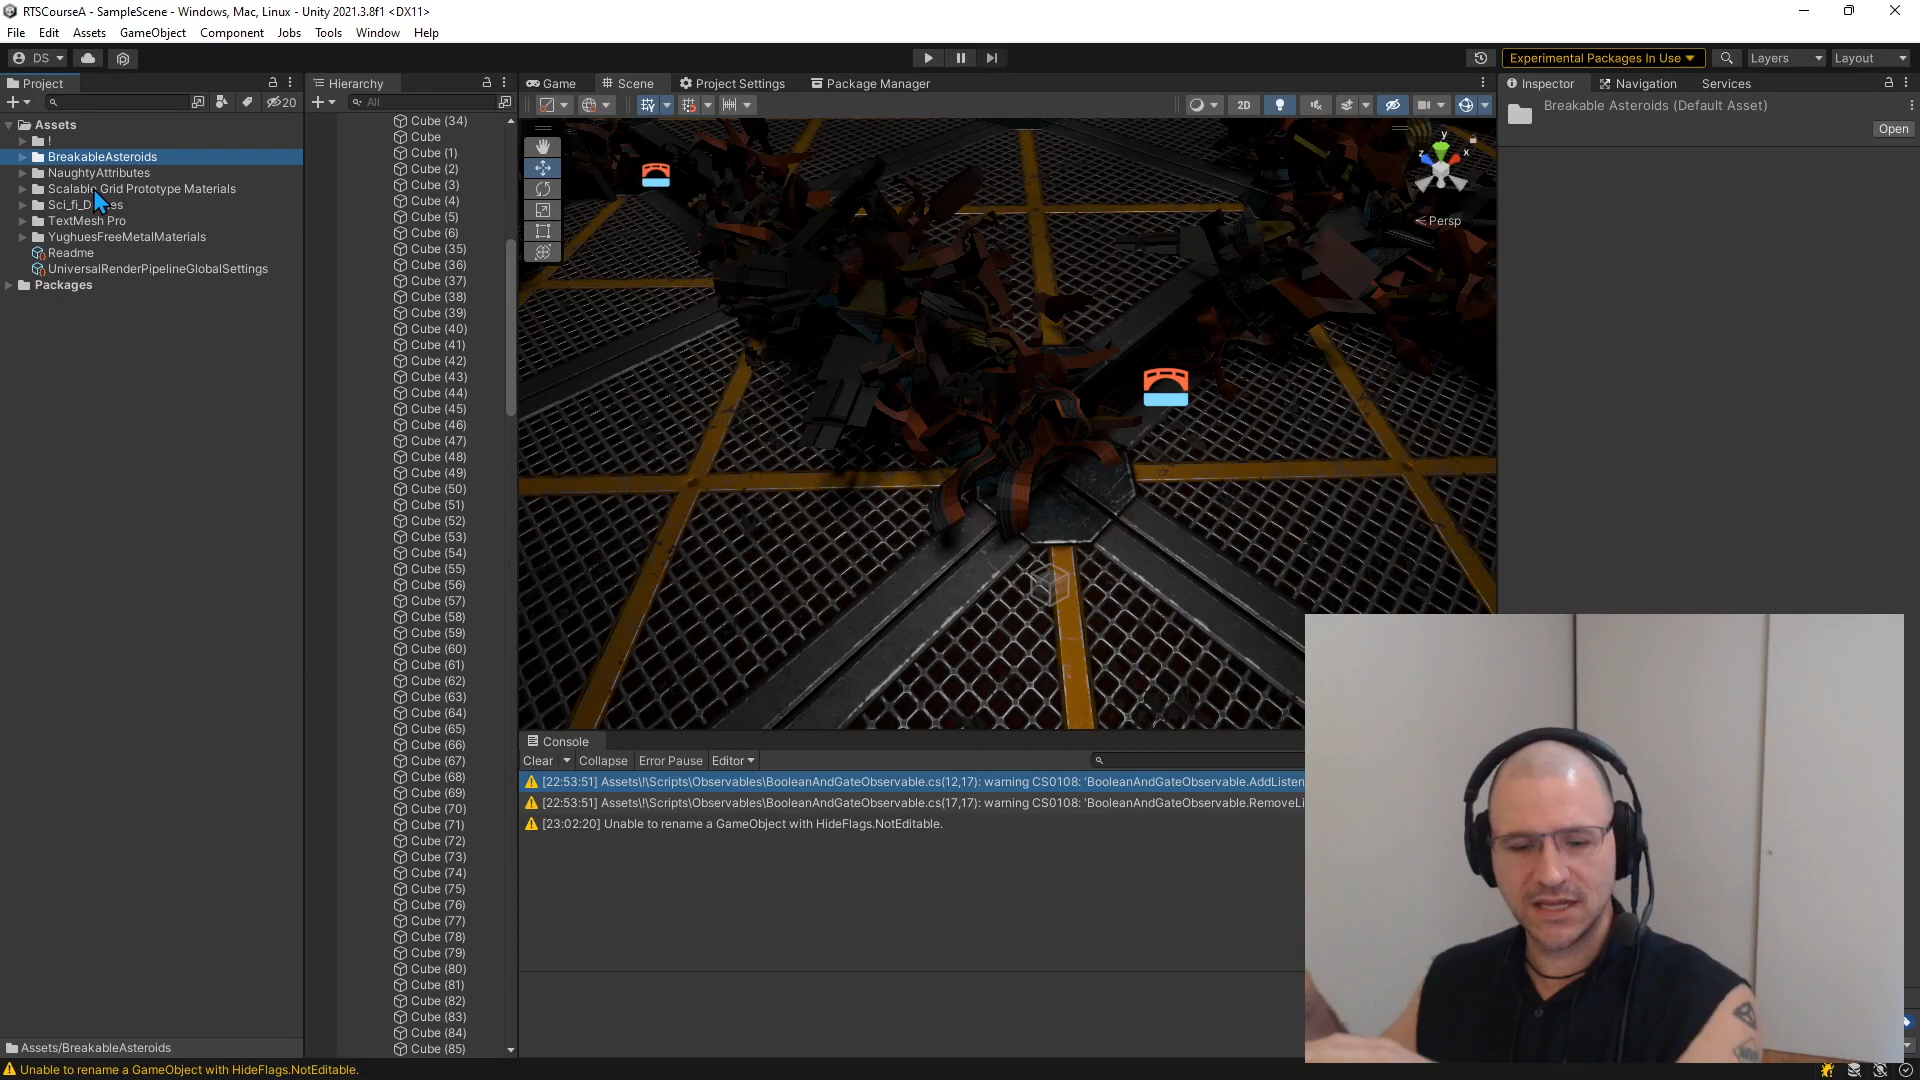 RTSCourseA - SampleScene - Windows, Mac, Linux - Unity 2021.3.8f1 <DX11>
File Edit Assets GameObject Component Jobs Tools Window Help
DS
Experimental Packages In Use
Layers
Layout
Project
Hierarchy
Game
Scene
Project Settings
Package Manager
Inspector
Navigation
Services
20
All
2D
Breakable Asteroids (Default Asset)
Open
Assets
!
BreakableAsteroids
NaughtyAttributes
Scalable Grid Prototype Materials
TextMesh Pro
YughuesFreeMetalMaterials
Readme
UniversalRenderPipelineGlobalSettings
Packages
Cube (34)
Cube
Cube (1)
Cube (2)
Cube (3)
Cube (4)
Cube (5)
Cube (6)
Cube (35)
Cube (36)
Cube (37)
Cube (38)
Cube (39)
Cube (40)
Cube (41)
Cube (42)
Cube (43)
Cube (44)
Cube (45)
Cube (46)
Cube (47)
Cube (48)
Cube (49)
Cube (50)
Cube (51)
Cube (52)
Cube (53)
Cube (54)
Cube (55)
Cube (56)
Cube (57)
Cube (58)
Cube (59)
Cube (60)
Cube (61)
Cube (62)
Cube (63)
Cube (64)
Cube (65)
Cube (66)
Cube (67)
Cube (68)
Cube (69)
Cube (70)
Cube (71)
Cube (72)
Cube (73)
Cube (74)
Cube (75)
Cube (76)
Cube (77)
Cube (78)
Cube (79)
Cube (80)
Cube (81)
Cube (82)
Cube (83)
Cube (84)
Cube (85)
y
x
z
Persp
Console
Clear Collapse Error Pause Editor
[22:53:51] Assets\!\Scripts\Observables\BooleanAndGateObservable.cs(12,17): warning CS0108: 'BooleanAndGateObservable.AddListen
[22:53:51] Assets\!\Scripts\Observables\BooleanAndGateObservable.cs(17,17): warning CS0108: 'BooleanAndGateObservable.RemoveLi
[23:02:20] Unable to rename a GameObject with HideFlags.NotEditable.
Assets/BreakableAsteroids
Unable to rename a GameObject with HideFlags.NotEditable.